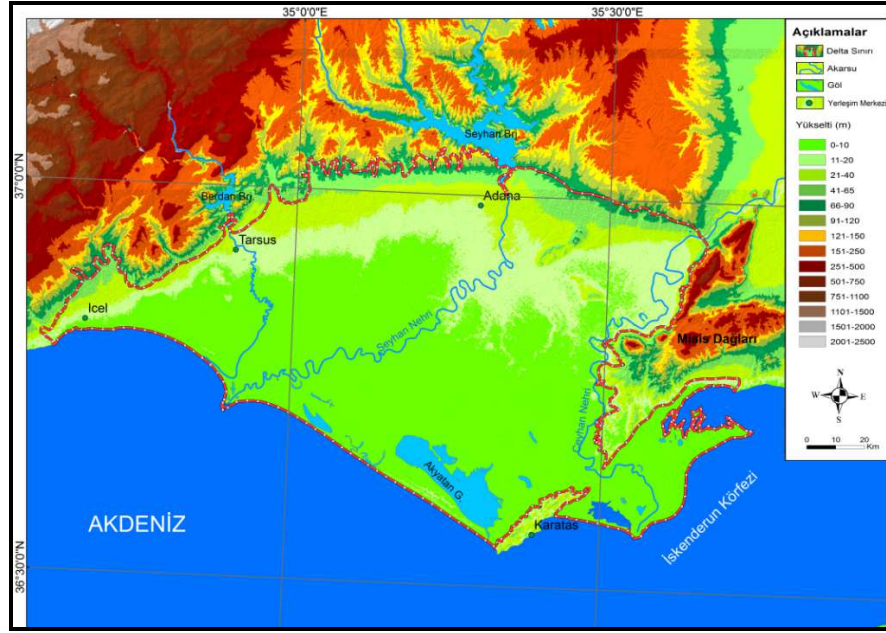 35°0'0"E
35°30'0"E
37°0'0"N
36°30'0"N
Seyhan Brj.
Berdan Brj.
Adana
Tarsus
Icel
Seyhan Nehri
Misis Dağları
Ceyhan Nehri
Akyatan G.
Karataş
AKDENİZ
İskenderun Körfezi
Açıklamalar
Delta Sınırı
Akarsu
Göl
Yerleşim Merkezi
Yükselti (m)
0-10
11-20
21-40
41-65
66-90
91-120
121-150
151-250
251-500
501-750
751-1100
1101-1500
1501-2000
2001-2500
N
W E
S
0 10 20
Km